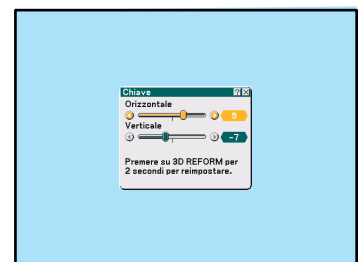 Chiave
Orizzontale
9
Verticale
-7
Premere su 3D REFORM per
2 secondi per reimpostare.